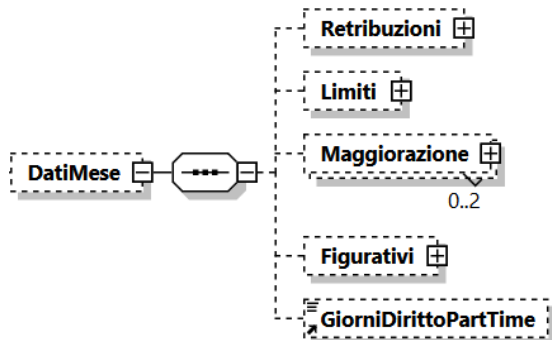 Retribuzioni
Limiti
DatiMese
Maggiorazione
0..2
Figurativi
GiorniDirittoPartTime